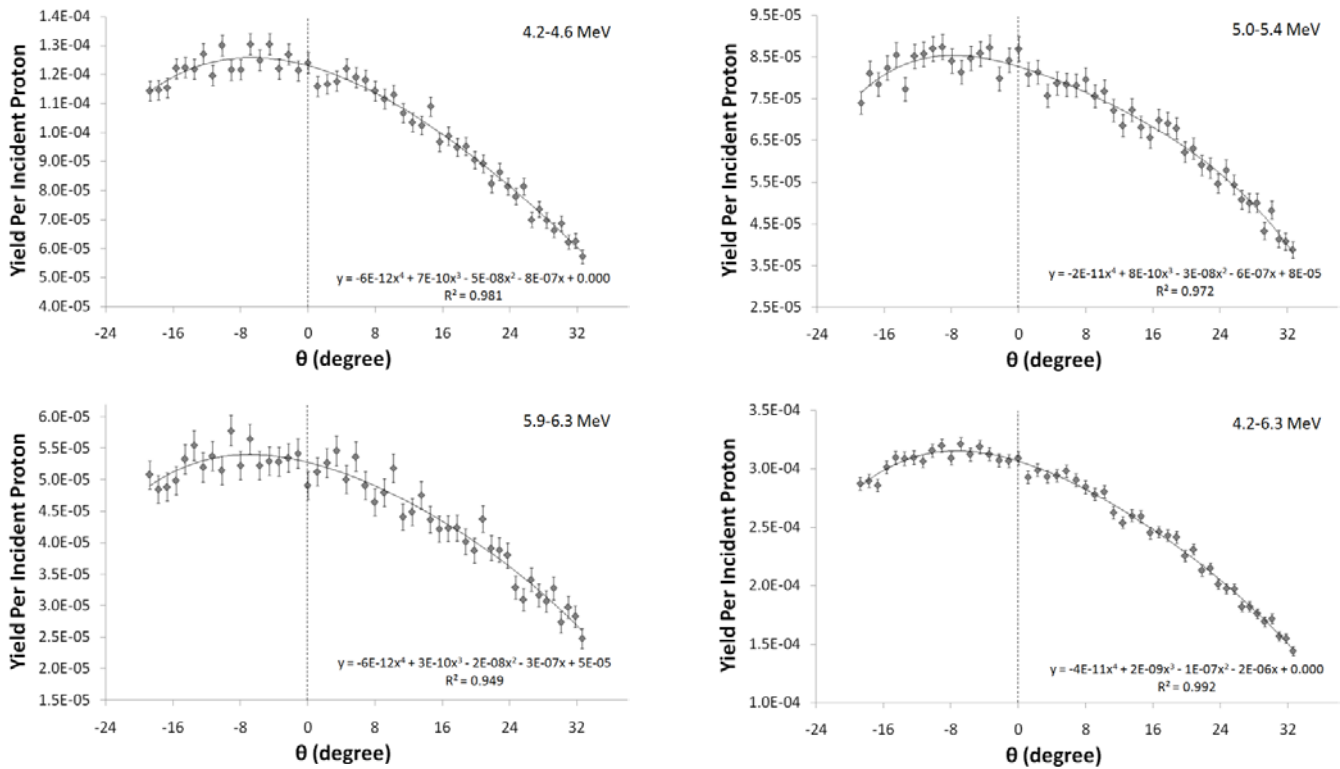 4.2-4.6 MeV
Yield Per Incident Proton
1.4E-04
1.3E-04
1.2E-04
1.1E-04
1.0E-04
9.0E-05
8.0E-05
7.0E-05
6.0E-05
5.0E-05
4.0E-05
y = -6E-12x⁴ + 7E-10x³ - 5E-08x² - 8E-07x + 0.000
R² = 0.981
-24 -16 -8 0 8 16 24 32
θ (degree)
5.0-5.4 MeV
Yield Per Incident Proton
9.5E-05
8.5E-05
7.5E-05
6.5E-05
5.5E-05
4.5E-05
3.5E-05
2.5E-05
y = -2E-11x⁴ + 8E-10x³ - 3E-08x² - 6E-07x + 8E-05
R² = 0.972
-24 -16 -8 0 8 16 24 32
θ (degree)
5.9-6.3 MeV
Yield Per Incident Proton
6.0E-05
5.5E-05
5.0E-05
4.5E-05
4.0E-05
3.5E-05
3.0E-05
2.5E-05
2.0E-05
1.5E-05
y = -6E-12x⁴ + 3E-10x³ - 2E-08x² - 3E-07x + 5E-05
R² = 0.949
-24 -16 -8 0 8 16 24 32
θ (degree)
4.2-6.3 MeV
Yield Per Incident Proton
3.5E-04
3.0E-04
2.5E-04
2.0E-04
1.5E-04
1.0E-04
y = -4E-11x⁴ + 2E-09x³ - 1E-07x² - 2E-06x + 0.000
R² = 0.992
-24 -16 -8 0 8 16 24 32
θ (degree)